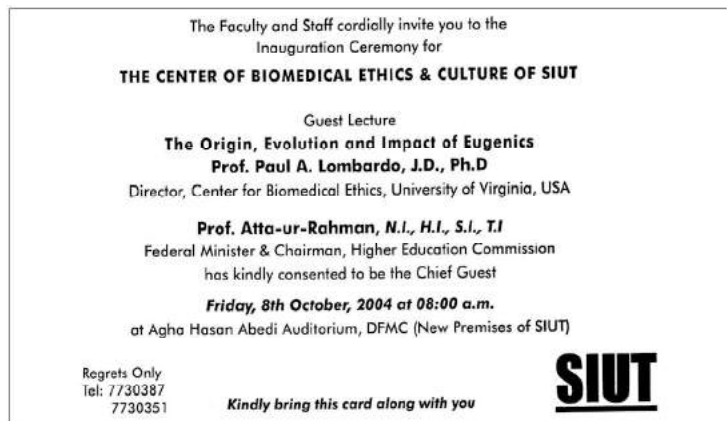 The Faculty and Staff cordially invite you to the
Inauguration Ceremony for
THE CENTER OF BIOMEDICAL ETHICS & CULTURE OF SIUT
Guest Lecture
The Origin, Evolution and Impact of Eugenics
Prof. Paul A. Lombardo, J.D., Ph.D
Director, Center for Biomedical Ethics, University of Virginia, USA
Prof. Atta-ur-Rahman, N.I., H.I., S.I., T.I
Federal Minister & Chairman, Higher Education Commission
has kindly consented to be the Chief Guest
Friday, 8th October, 2004 at 08:00 a.m.
at Agha Hasan Abedi Auditorium, DFMC (New Premises of SIUT)
Regrets Only
Tel: 7730387
7730351
Kindly bring this card along with you
SIUT